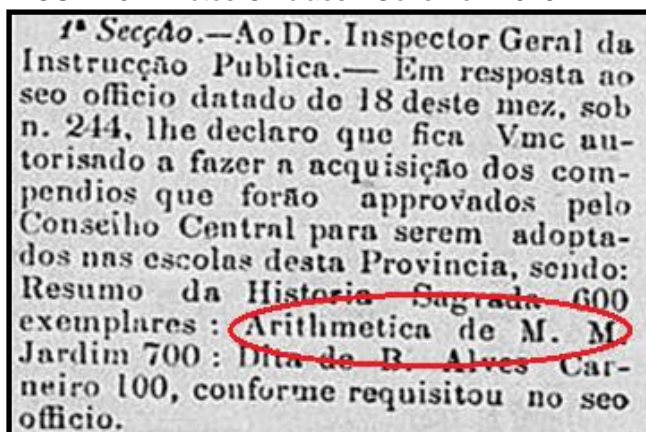 1ª Secção.—Ao Dr. Inspector Geral da
Instrucção Publica.— Em resposta ao
seo officio datado de 18 deste mez, sob
n. 244, lhe declaro que fica Vmc au-
torisado a fazer a acquisição dos com-
pendios que forão approvados pelo
Conselho Central para serem adopta-
dos nas escolas desta Provincia, sendo:
Resumo da Historia Sagrada 600
exemplares : Arithmetica de M. M.
Jardim 700 : Dita de B. Alves Car-
neiro 100, conforme requisitou no seo
officio.